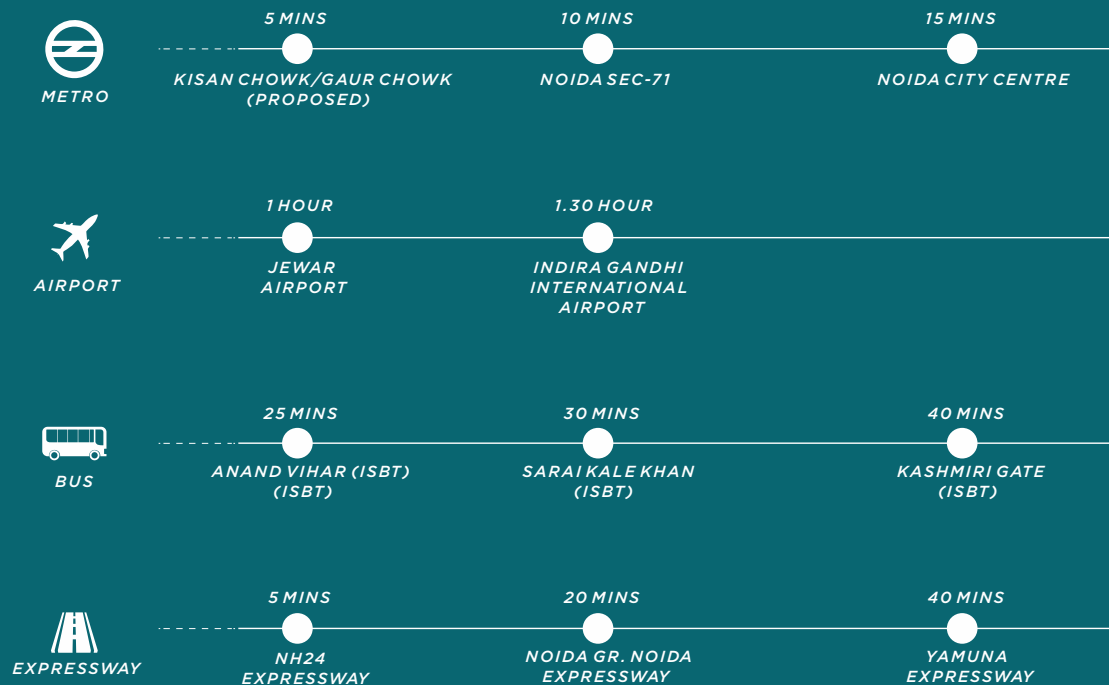 5 MINS 10 MINS 15 MINS
METRO
KISAN CHOWK/GAUR CHOWK NOIDA SEC-71 NOIDA CITY CENTRE
(PROPOSED)
1 HOUR 1.30 HOUR
AIRPORT
JEWAR INDIRA GANDHI
AIRPORT INTERNATIONAL
AIRPORT
25 MINS 30 MINS 40 MINS
BUS
ANAND VIHAR (ISBT) SARAI KALE KHAN KASHMIRI GATE
(ISBT) (ISBT) (ISBT)
5 MINS 20 MINS 40 MINS
EXPRESSWAY
NH24 NOIDA GR. NOIDA YAMUNA
EXPRESSWAY EXPRESSWAY EXPRESSWAY